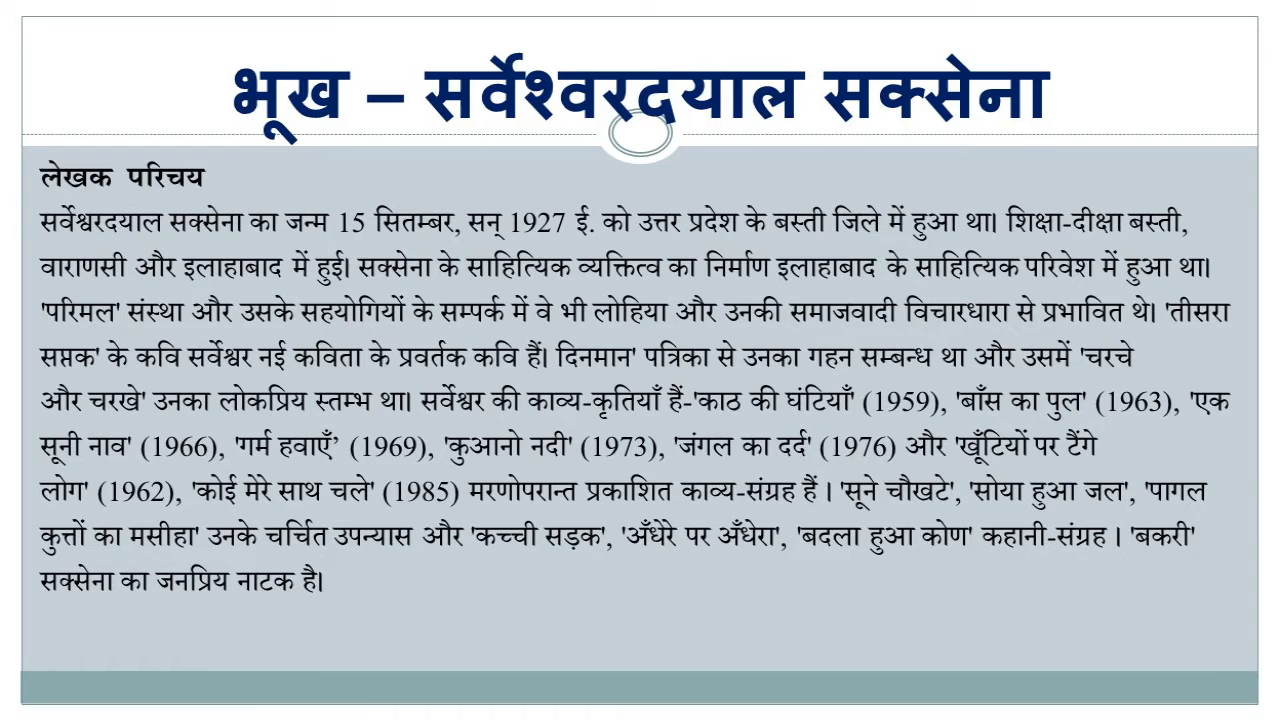 भूख – सर्वेश्वरदयाल सक्सेना
लेखक परिचय
सर्वेश्वरदयाल सक्सेना का जन्म 15 सितम्बर, सन् 1927 ई. को उत्तर प्रदेश के बस्ती जिले में हुआ था। शिक्षा-दीक्षा बस्ती,
वाराणसी और इलाहाबाद में हुई। सक्सेना के साहित्यिक व्यक्तित्व का निर्माण इलाहाबाद के साहित्यिक परिवेश में हुआ था।
'परिमल' संस्था और उसके सहयोगियों के सम्पर्क में वे भी लोहिया और उनकी समाजवादी विचारधारा से प्रभावित थे। 'तीसरा
सप्तक' के कवि सर्वेश्वर नई कविता के प्रवर्तक कवि हैं। दिनमान' पत्रिका से उनका गहन सम्बन्ध था और उसमें 'चरचे
और चरखे' उनका लोकप्रिय स्तम्भ था। सर्वेश्वर की काव्य-कृतियाँ हैं-'काठ की घंटियाँ' (1959), 'बाँस का पुल' (1963), 'एक
सूनी नाव' (1966), 'गर्म हवाएँ’ (1969), 'कुआनो नदी' (1973), 'जंगल का दर्द' (1976) और 'खूँटियों पर टैंगे
लोग' (1962), 'कोई मेरे साथ चले' (1985) मरणोपरान्त प्रकाशित काव्य-संग्रह हैं । 'सूने चौखटे', 'सोया हुआ जल', 'पागल
कुत्तों का मसीहा' उनके चर्चित उपन्यास और 'कच्ची सड़क', 'अँधेरे पर अँधेरा', 'बदला हुआ कोण' कहानी-संग्रह । 'बकरी'
सक्सेना का जनप्रिय नाटक है।